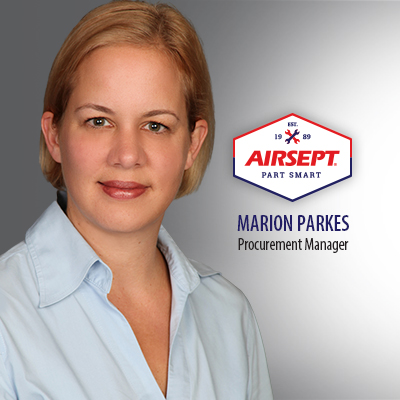 EST.
19 89
AIRSEPT®
PART SMART
MARION PARKES
Procurement Manager